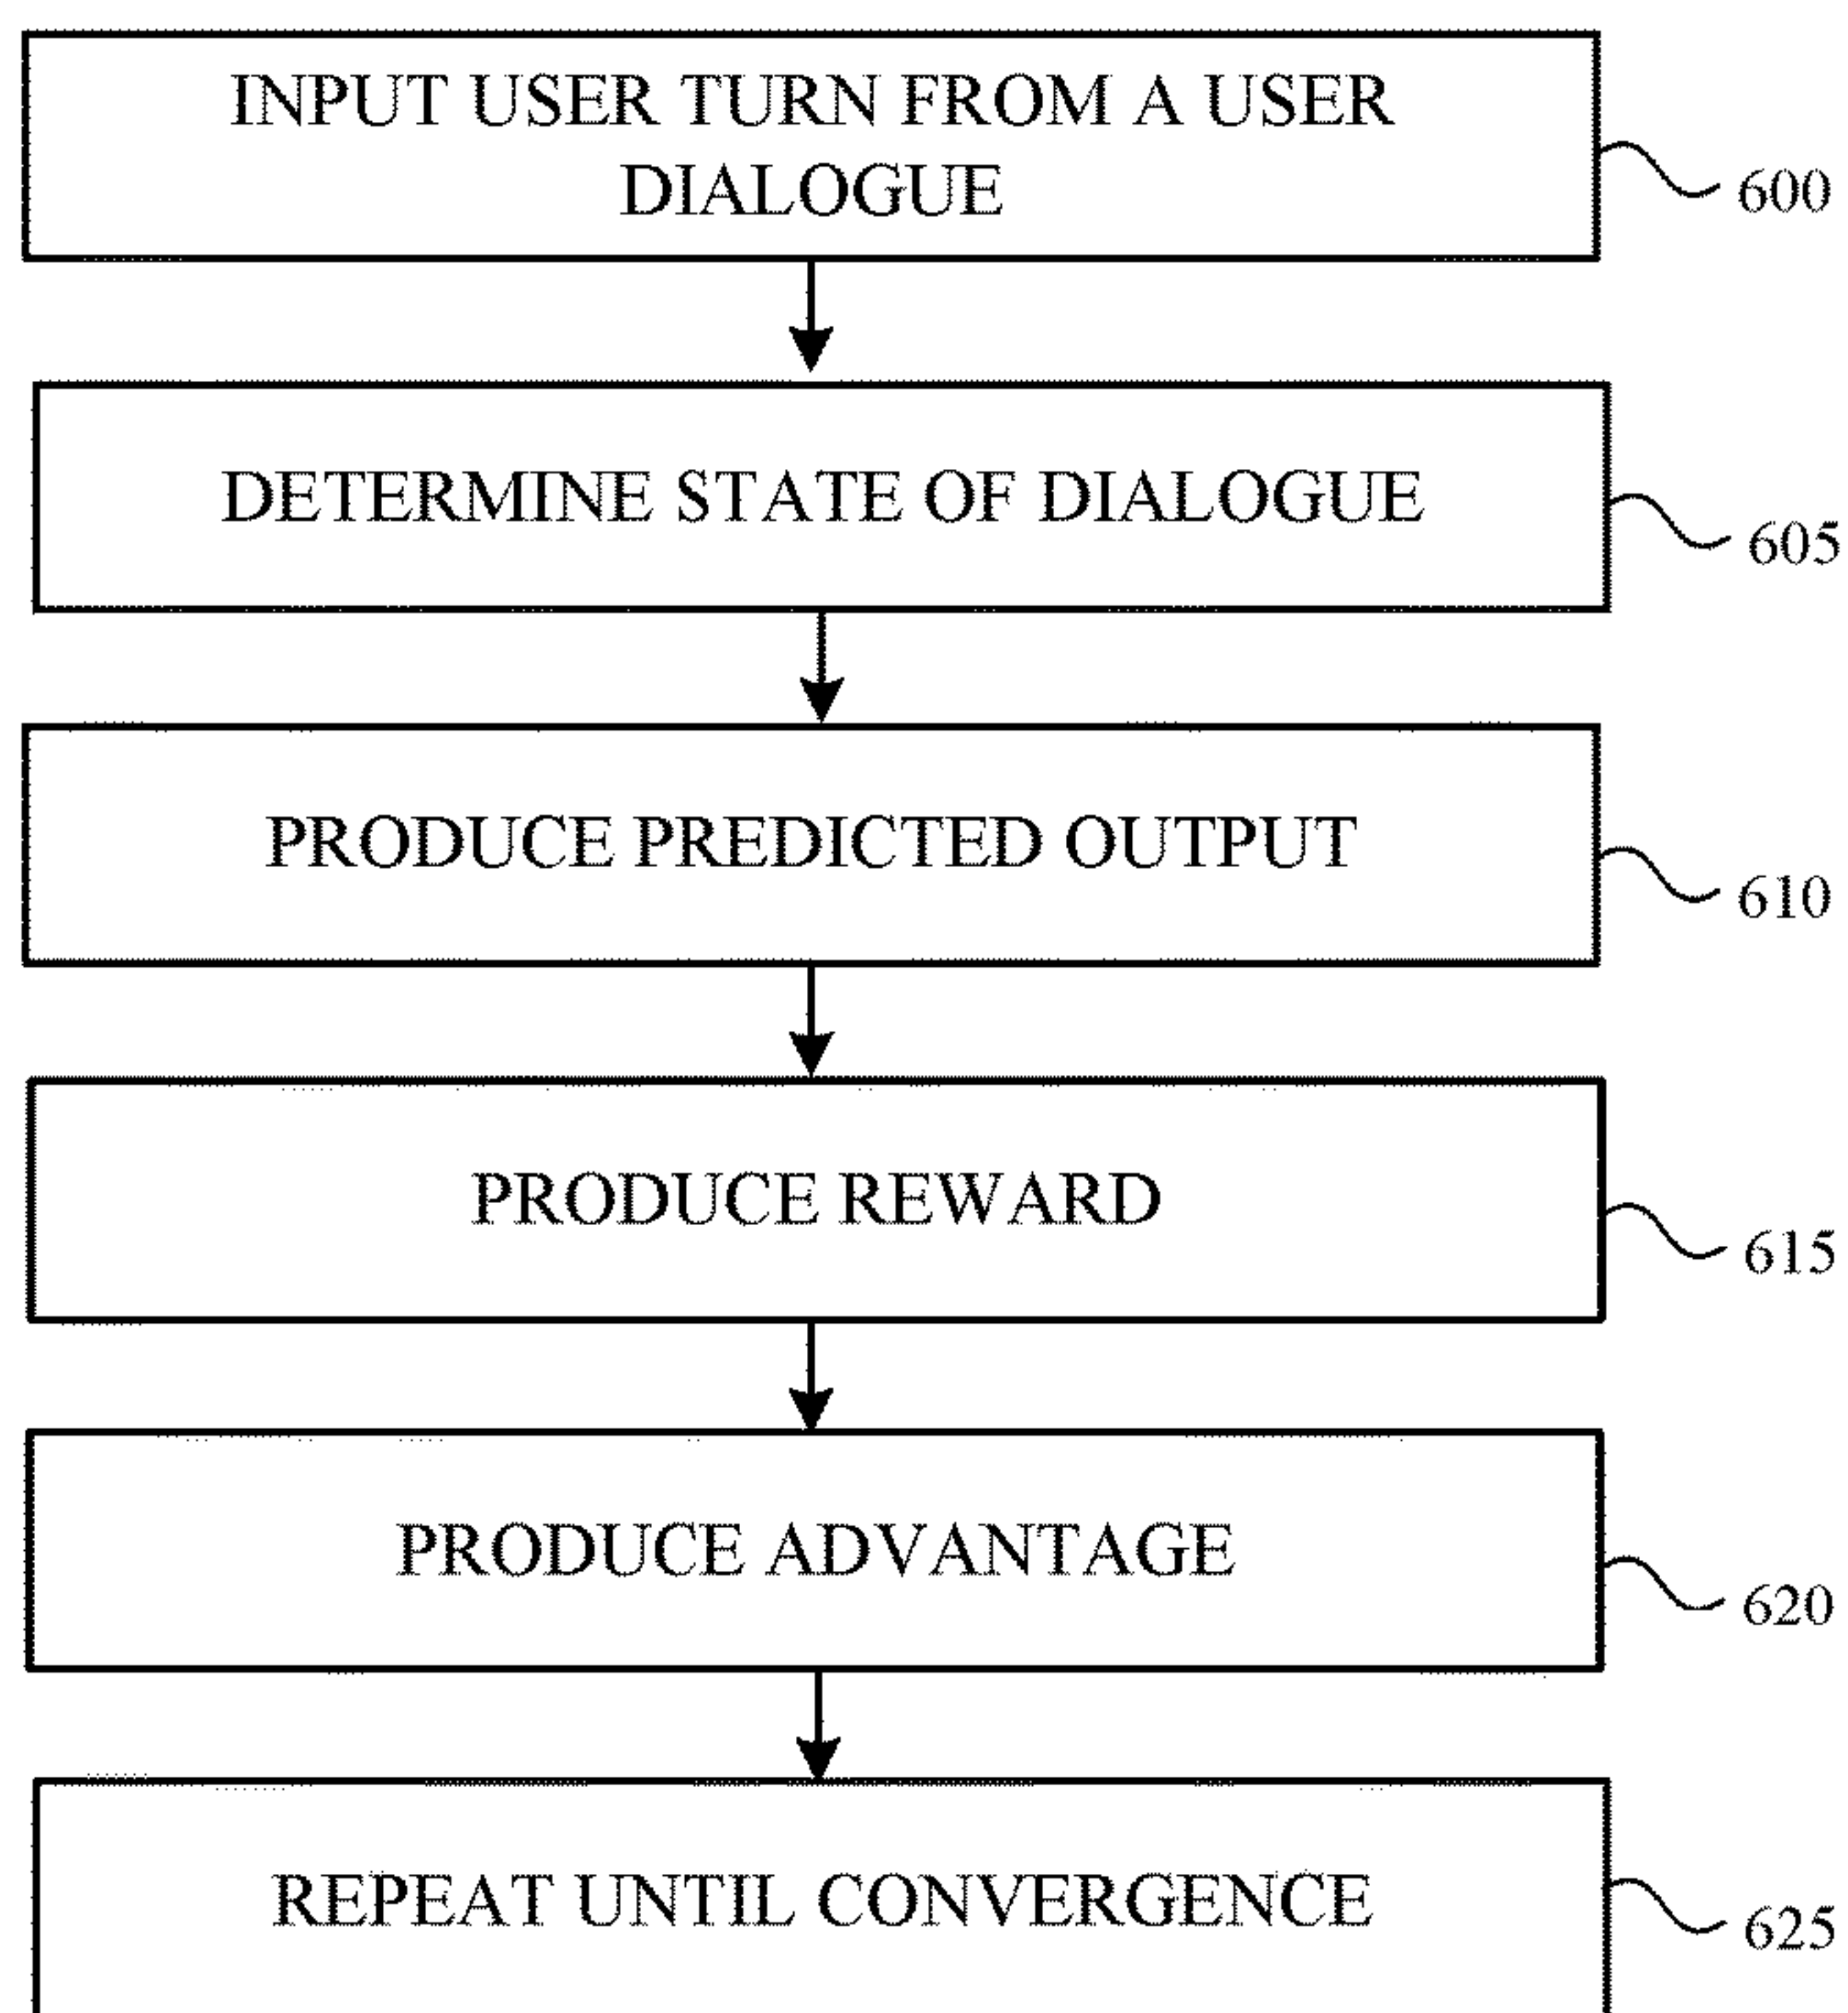 INPUT USER TURN FROM A USER
DIALOGUE
600
DETERMINE STATE OF DIALOGUE
605
PRODUCE PREDICTED OUTPUT
610
PRODUCE REWARD
615
PRODUCE ADVANTAGE
620
REPEAT UNTIL CONVERGENCE
625